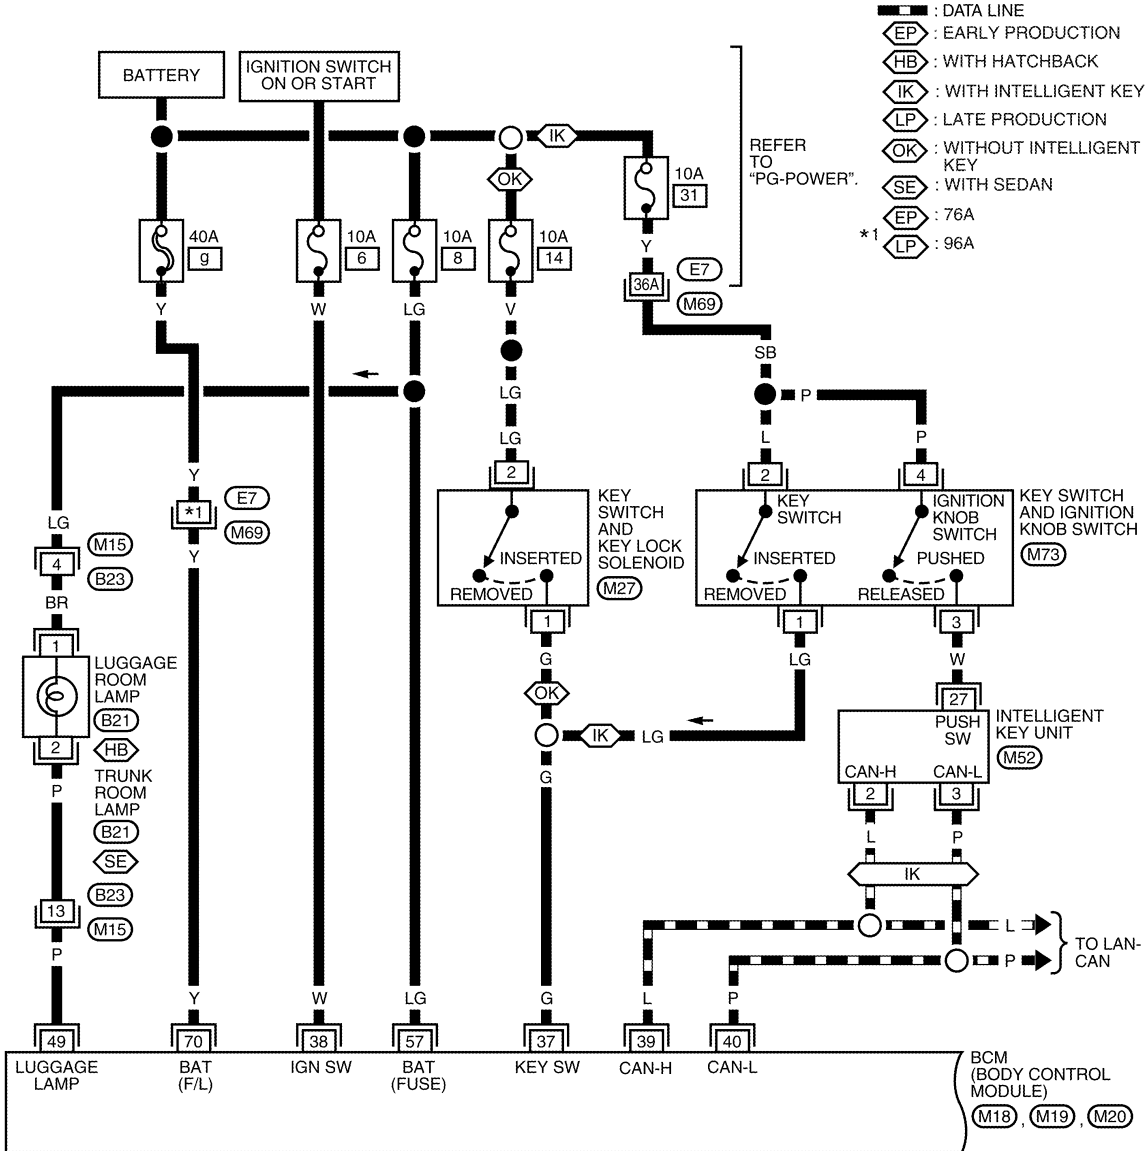 : DATA LINE
EP : EARLY PRODUCTION
HB : WITH HATCHBACK
IK : WITH INTELLIGENT KEY
LP : LATE PRODUCTION
OK : WITHOUT INTELLIGENT
KEY
SE : WITH SEDAN
EP : 76A
*1
LP : 96A
BATTERY
IGNITION SWITCH
ON OR START
IK
OK
REFER
TO
"PG-POWER".
40A
g
10A
6
10A
8
10A
14
10A
31
Y
36A
E7
M69
Y
W
LG
V
SB
LG
P
LG
L
P
Y
*1
E7
M69
Y
2
KEY
SWITCH
AND
KEY LOCK
SOLENOID
M27
INSERTED
REMOVED
1
2
4
KEY
SWITCH
IGNITION
KNOB
SWITCH
INSERTED
PUSHED
REMOVED
RELEASED
KEY SWITCH
AND IGNITION
KNOB SWITCH
M73
1
3
LG
4
M15
B23
BR
1
LUGGAGE
ROOM
LAMP
B21
HB
2
TRUNK
ROOM
LAMP
B21
SE
P
13
B23
M15
P
G
OK
IK
LG
LG
G
W
27
PUSH
SW
INTELLIGENT
KEY UNIT
M52
CAN-H
CAN-L
2
3
L
P
IK
L
P
TO LAN-
CAN
Y
W
LG
G
L
P
49
70
38
57
37
39
40
LUGGAGE
LAMP
BAT
(F/L)
IGN SW
BAT
(FUSE)
KEY SW
CAN-H
CAN-L
BCM
(BODY CONTROL
MODULE)
M18 , M19 , M20